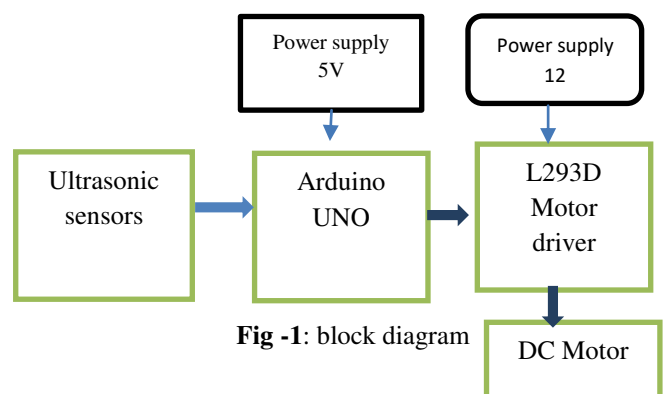 Power supply
5V
Power supply
12
Ultrasonic
sensors
Arduino
UNO
L293D
Motor
driver
Fig -1: block diagram
DC Motor